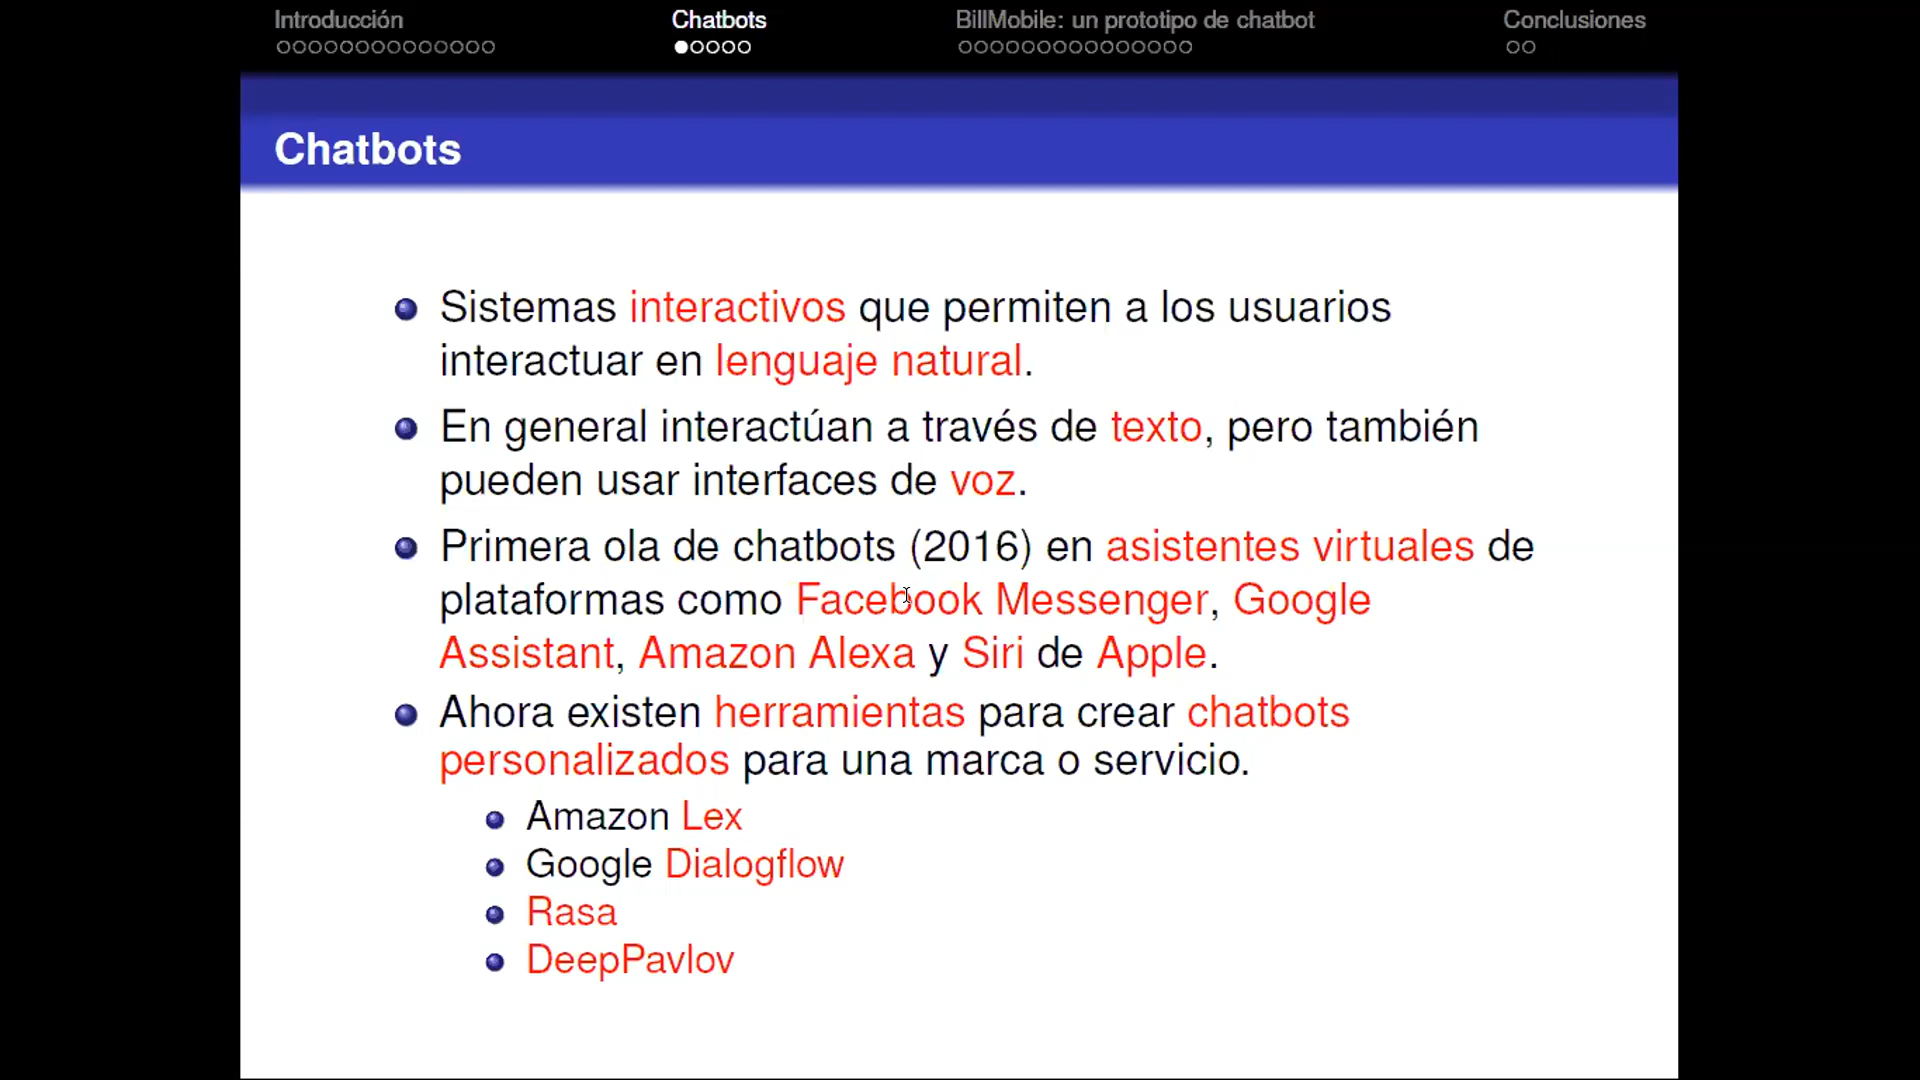 Introducción
Chatbots
BillMobile: un prototipo de chatbot
Conclusiones
Chatbots
Sistemas interactivos que permiten a los usuarios
interactuar en lenguaje natural.
En general interactúan a través de texto, pero también
pueden usar interfaces de voz.
Primera ola de chatbots (2016) en asistentes virtuales de
plataformas como Facebook Messenger, Google
Assistant, Amazon Alexa y Siri de Apple.
Ahora existen herramientas para crear chatbots
personalizados para una marca o servicio.
Amazon Lex
Google Dialogflow
Rasa
DeepPavlov